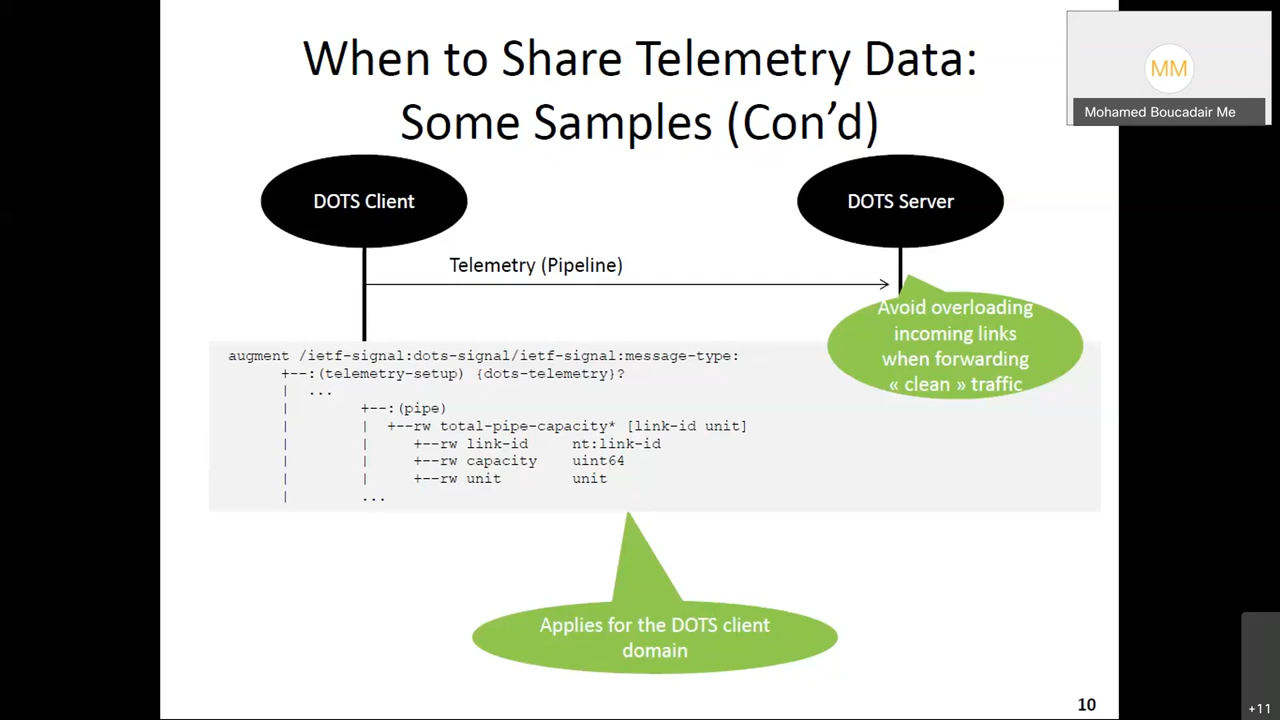 When to Share Telemetry Data:
Some Samples (Con’d)
MM
Mohamed Boucadair Me
DOTS Client
DOTS Server
Telemetry (Pipeline)
Avoid overloading
incoming links
when forwarding
« clean » traffic
augment /ietf-signal:dots-signal/ietf-signal:message-type:
+--:(telemetry-setup) {dots-telemetry}?
| ...
| +--:(pipe)
| | +--rw total-pipe-capacity* [link-id unit]
| | +--rw link-id nt:link-id
| | +--rw capacity uint64
| | +--rw unit unit
| ...
Applies for the DOTS client
domain
10
+11